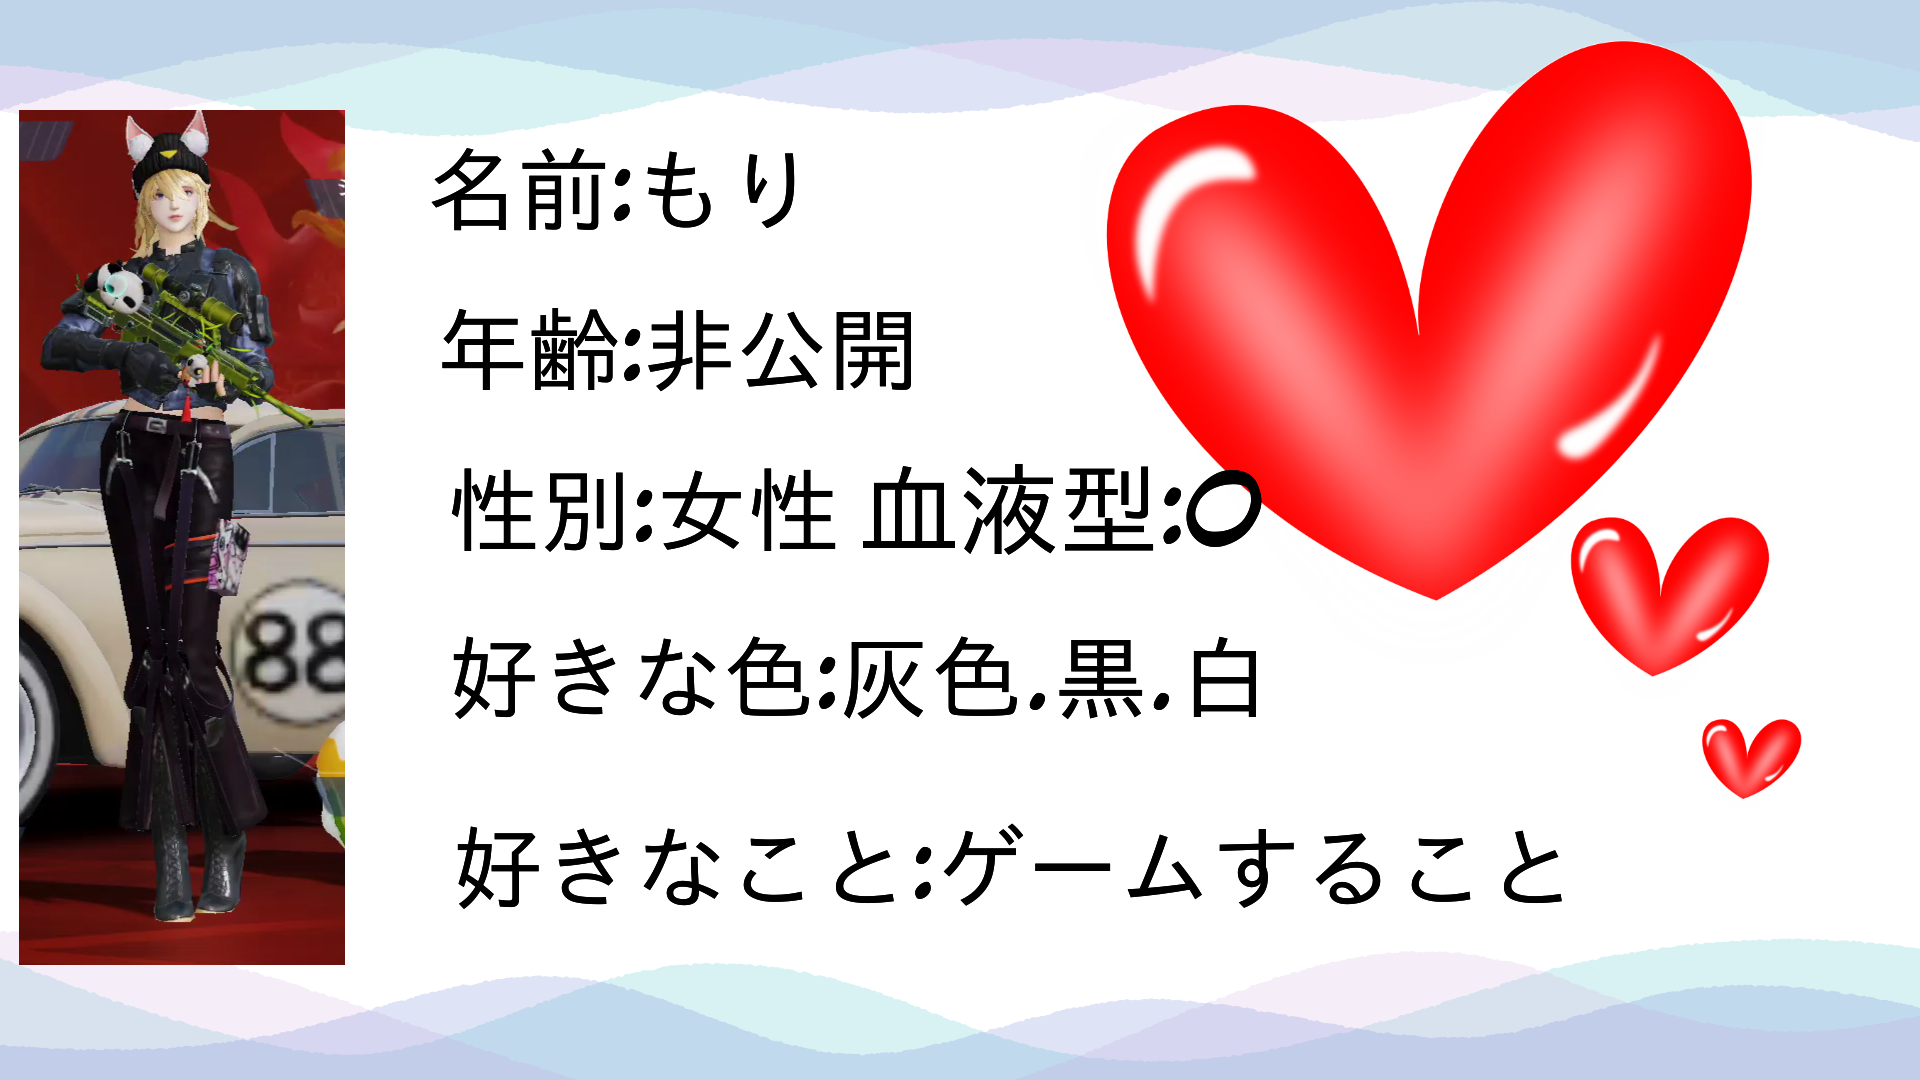 名前:もり
年齢:非公開
性別:女性 血液型:O
好きな色:灰色.黒.白
好きなこと:ゲームすること
88